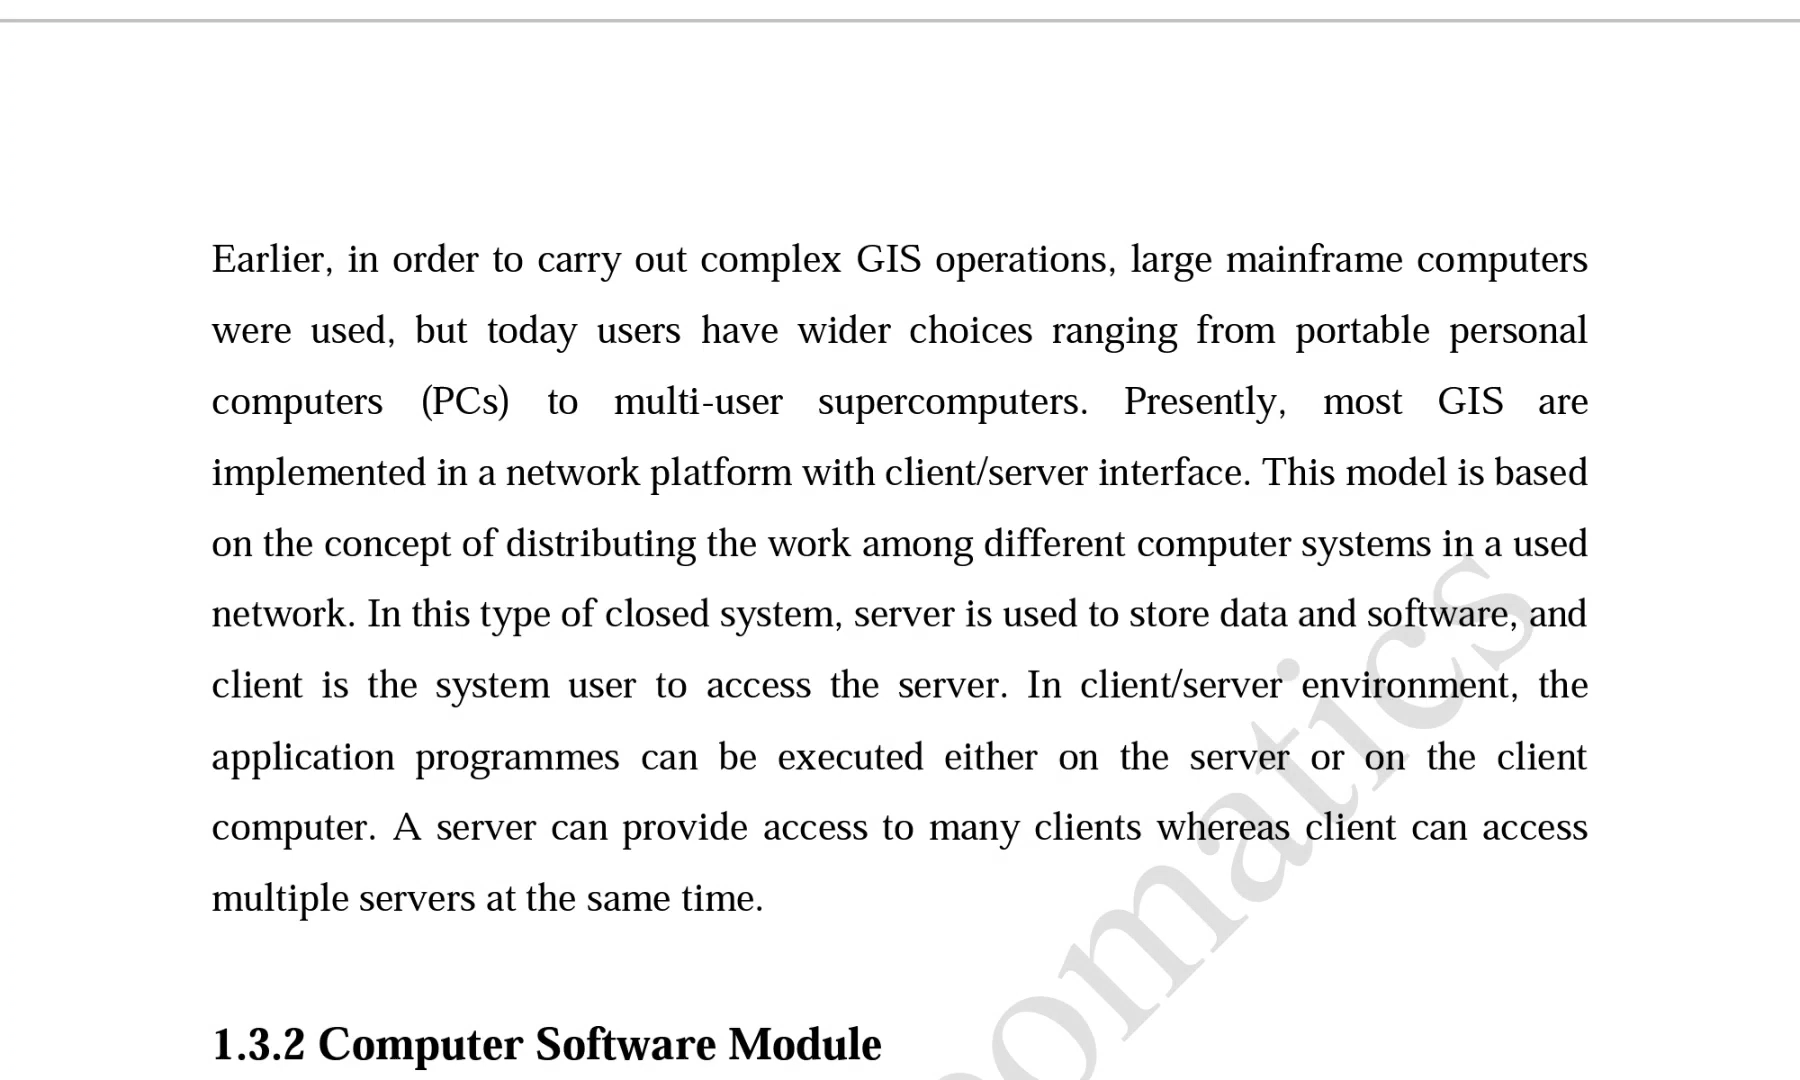 Earlier, in order to carry out complex GIS operations, large mainframe computers
were used, but today users have wider choices ranging from portable personal
computers (PCs) to multi-user supercomputers. Presently, most GIS are
implemented in a network platform with client/server interface. This model is based
on the concept of distributing the work among different computer systems in a used
network. In this type of closed system, server is used to store data and software, and
client is the system user to access the server. In client/server environment, the
application programmes can be executed either on the server or on the client
computer. A server can provide access to many clients whereas client can access
multiple servers at the same time.
1.3.2 Computer Software Module